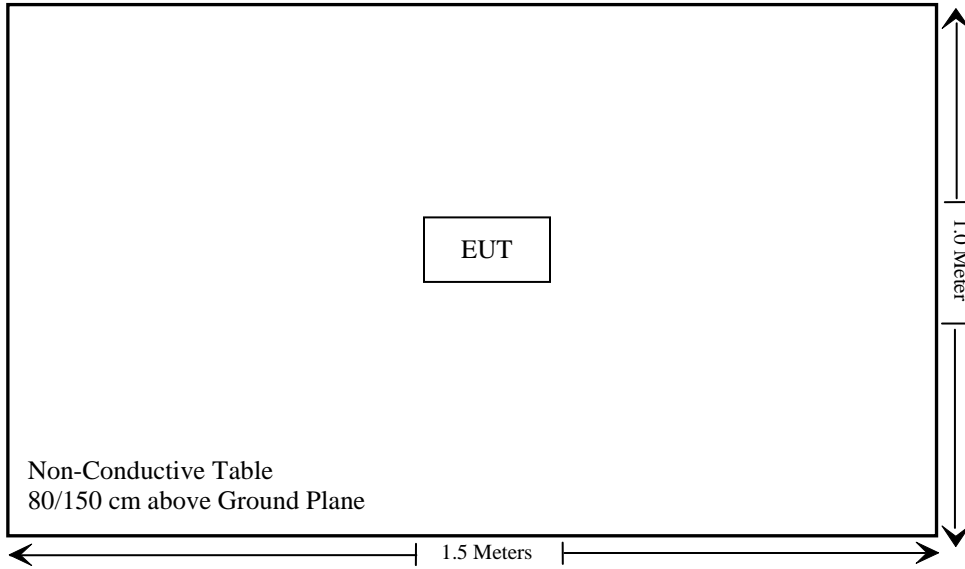 EUT
1.0 Meter
Non-Conductive Table
80/150 cm above Ground Plane
1.5 Meters